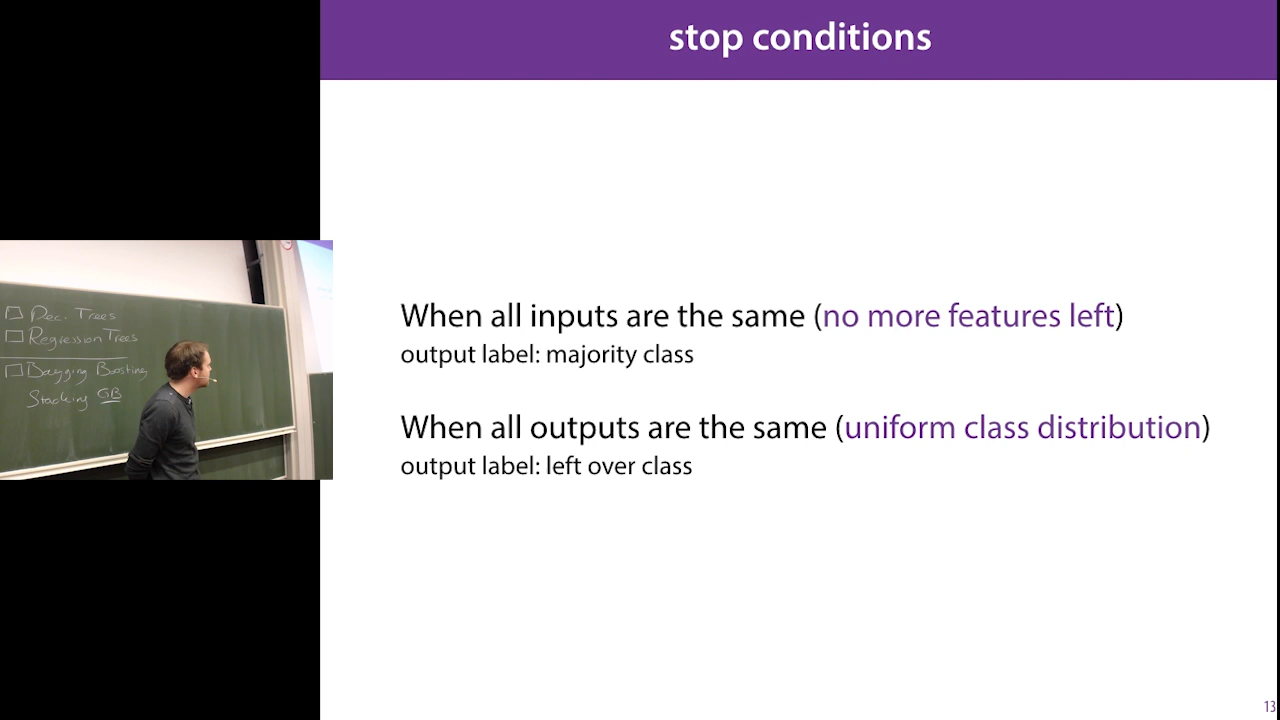 stop conditions
Dec. Trees
Regression Trees
Bagging Boosting
Stacking GB
When all inputs are the same (no more features left)
output label: majority class
When all outputs are the same (uniform class distribution)
output label: left over class
13